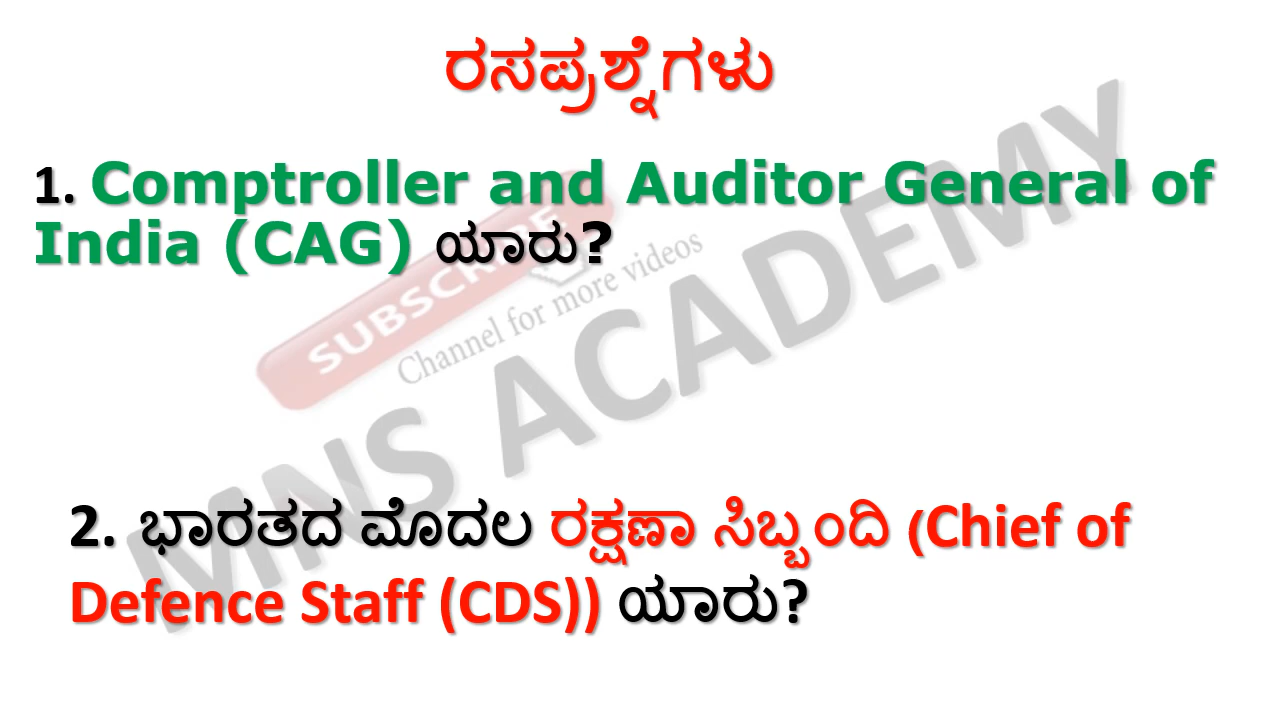 ರಸಪ್ರಶ್ನೆಗಳು
1. Comptroller and Auditor General of
India (CAG) ಯಾರು?
SUBSCRIBE
Channel for more videos
MNS ACADEMY
2. ಭಾರತದ ಮೊದಲ ರಕ್ಷಣಾ ಸಿಬ್ಬಂದಿ (Chief of
Defence Staff (CDS)) ಯಾರು?